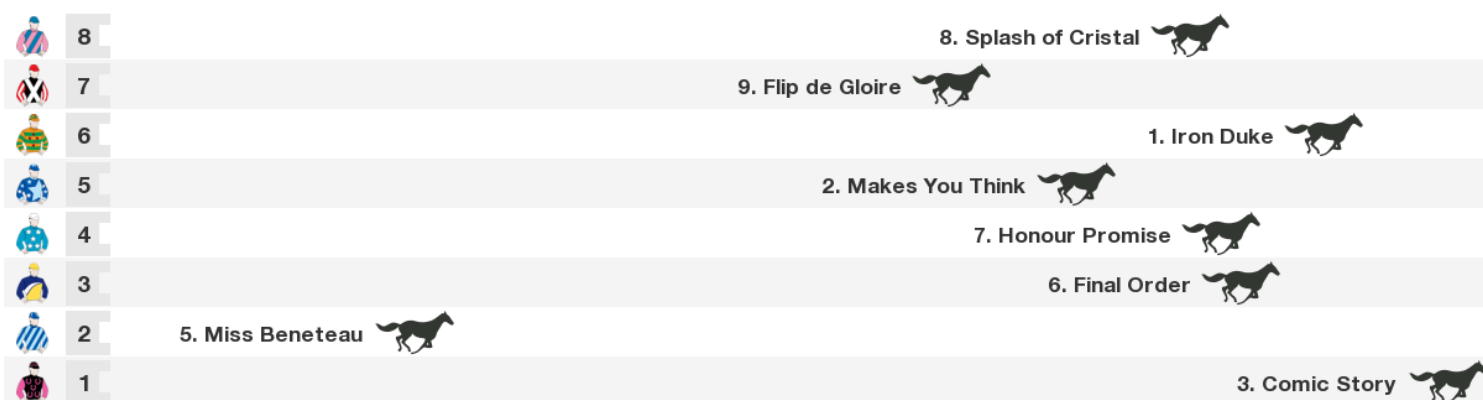 8 8. Splash of Cristal
7 9. Flip de Gloire
6 1. Iron Duke
5 2. Makes You Think
4 7. Honour Promise
3 6. Final Order
2 5. Miss Beneteau
1 3. Comic Story